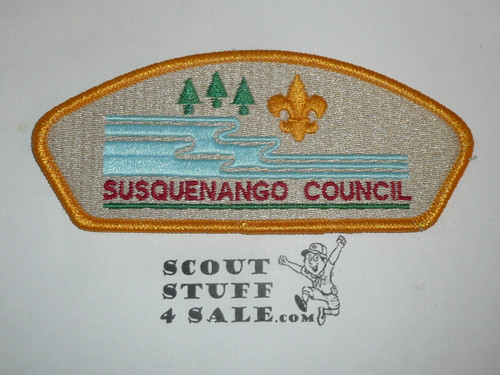 SUSQUENANGO COUNCIL
SCOUT
STUFF
4 SALE.COM